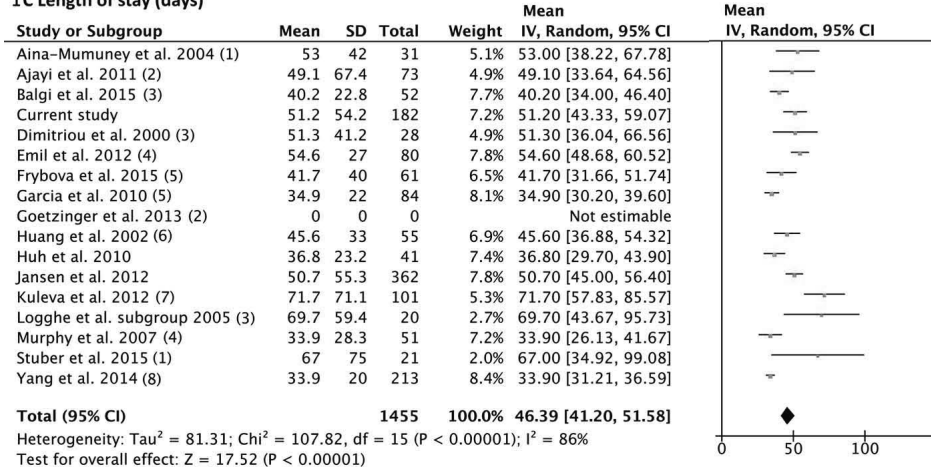 1C Length of stay (days)
Mean Mean
Study or Subgroup Mean SD Total Weight IV, Random, 95% CI IV, Random, 95% CI
Aina-Mumuney et al. 2004 (1) 53 42 31 5.1% 53.00 [38.22, 67.78]
Ajayi et al. 2011 (2) 49.1 67.4 73 4.9% 49.10 [33.64, 64.56]
Balgi et al. 2015 (3) 40.2 22.8 52 7.7% 40.20 [34.00, 46.40]
Current study 51.2 54.2 182 7.2% 51.20 [43.33, 59.07]
Dimitriou et al. 2000 (3) 51.3 41.2 28 4.9% 51.30 [36.04, 66.56]
Emil et al. 2012 (4) 54.6 27 80 7.8% 54.60 [48.68, 60.52]
Frybova et al. 2015 (5) 41.7 40 61 6.5% 41.70 [31.66, 51.74]
Garcia et al. 2010 (5) 34.9 22 84 8.1% 34.90 [30.20, 39.60]
Goetzinger et al. 2013 (2) 0 0 0 Not estimable
Huang et al. 2002 (6) 45.6 33 55 6.9% 45.60 [36.88, 54.32]
Huh et al. 2010 36.8 23.2 41 7.4% 36.80 [29.70, 43.90]
Jansen et al. 2012 50.7 55.3 362 7.8% 50.70 [45.00, 56.40]
Kuleva et al. 2012 (7) 71.7 71.1 101 5.3% 71.70 [57.83, 85.57]
Logghe et al. subgroup 2005 (3) 69.7 59.4 20 2.7% 69.70 [43.67, 95.73]
Murphy et al. 2007 (4) 33.9 28.3 51 7.2% 33.90 [26.13, 41.67]
Stuber et al. 2015 (1) 67 75 21 2.0% 67.00 [34.92, 99.08]
Yang et al. 2014 (8) 33.9 20 213 8.4% 33.90 [31.21, 36.59]
Total (95% CI) 1455 100.0% 46.39 [41.20, 51.58]
Heterogeneity: Tau² = 81.31; Chi² = 107.82, df = 15 (P < 0.00001); I² = 86%
Test for overall effect: Z = 17.52 (P < 0.00001)
0 50 100